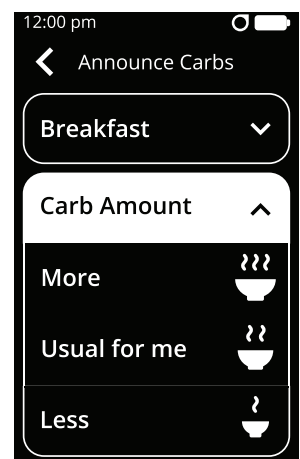 12:00 pm
Announce Carbs
Breakfast
Carb Amount
More
Usual for me
Less